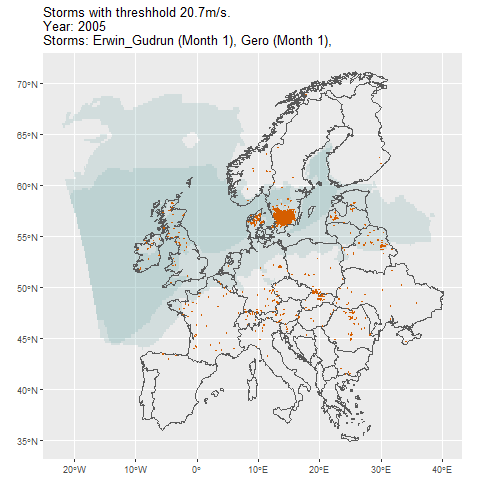 Storms with threshhold 20.7m/s.
Year: 2005
Storms: Erwin_Gudrun (Month 1), Gero (Month 1),
70°N
65°N
60°N
55°N
50°N
45°N
40°N
35°N
20°W
10°W
0°
10°E
20°E
30°E
40°E